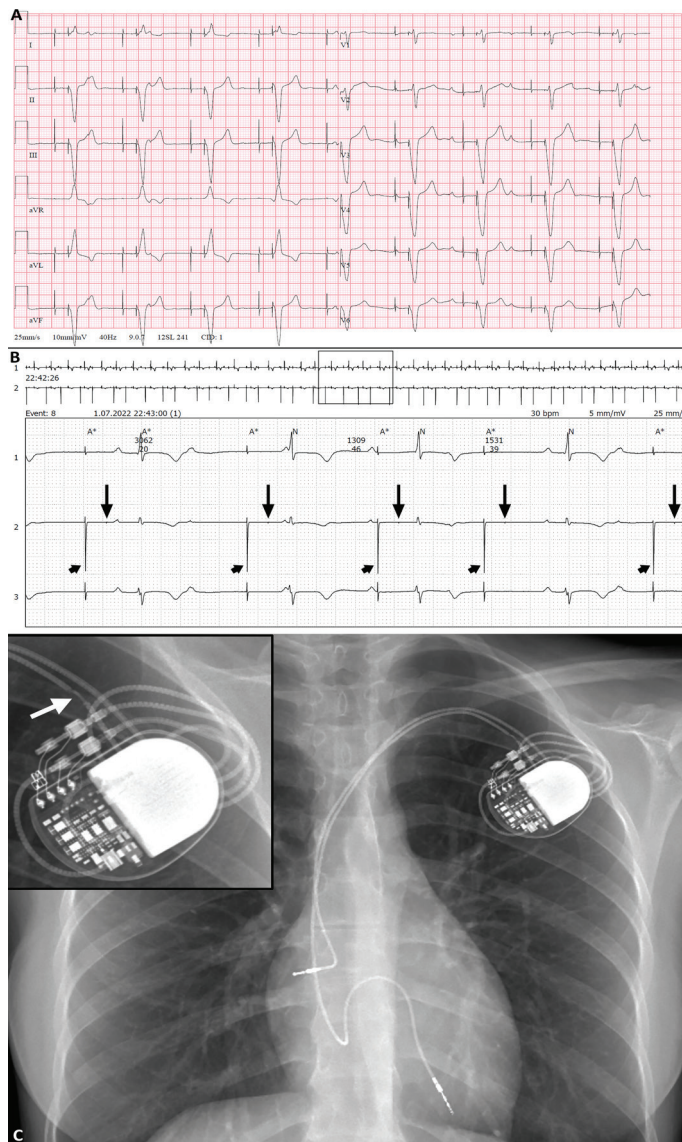 A
I V1
II V2
III V3
aVR V4
aVL V5
aVF V6
25mm/s 10mm/mV 40Hz 9.0.7 12SL 241 CID: 1
B
1
22:42:26
2
Event: 8 1.07.2022 22:43:00 (1) 30 bpm 5 mm/mV 25 mm/
A* A* A* N A* N A* N A*
3062 1309 1531
1 20 46 39
2
3
C